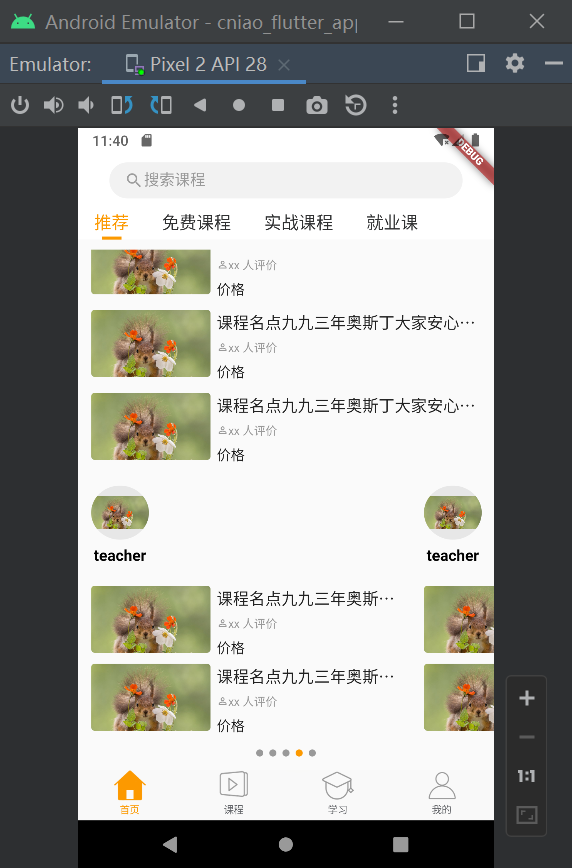 Android Emulator - cniao_flutter_app
Emulator:
Pixel 2 API 28
11:40
DEBUG
搜索课程
推荐
免费课程
实战课程
就业课
xx 人评价
价格
课程名点九九三年奥斯丁大家安心…
xx 人评价
价格
课程名点九九三年奥斯丁大家安心…
xx 人评价
价格
teacher
teacher
课程名点九九三年奥斯…
xx 人评价
价格
课程名点九九三年奥斯…
xx 人评价
价格
1:1
首页
课程
学习
我的